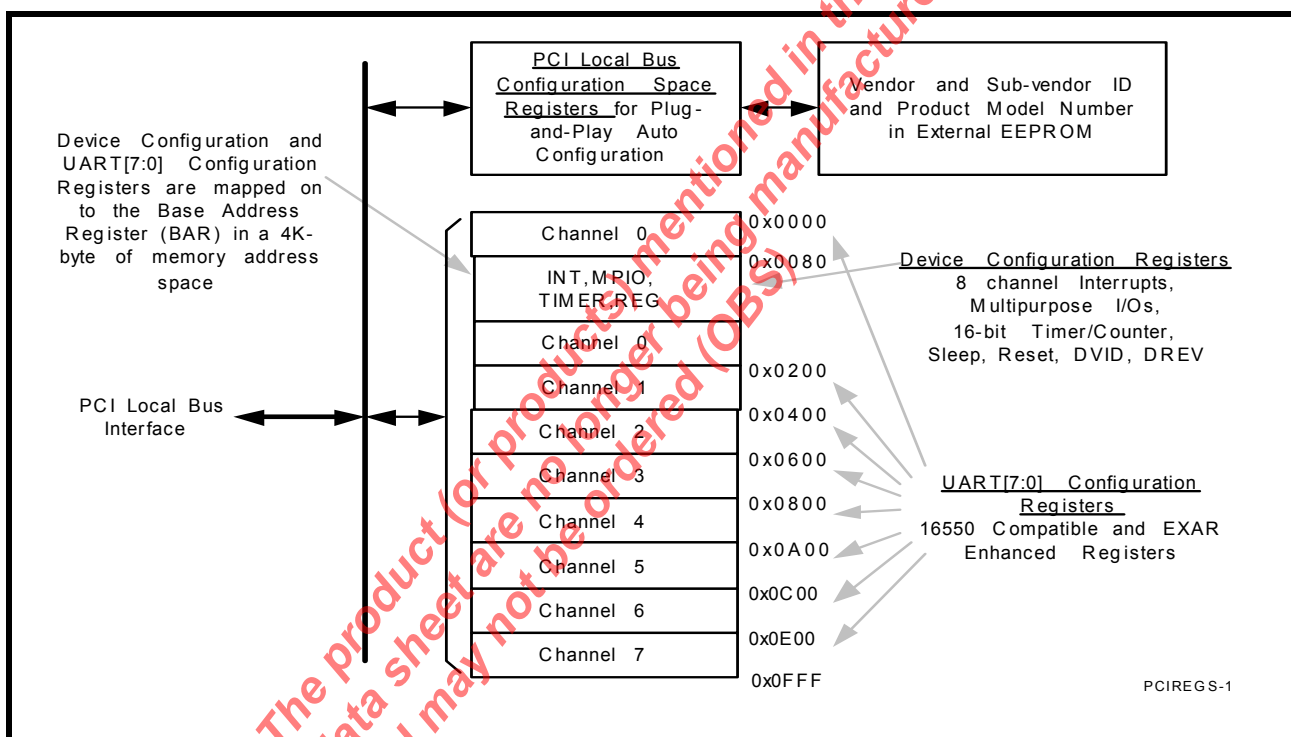 PCI Local Bus
Configuration Space
Registers for Plug-
and-Play Auto
Configuration
Vendor and Sub-vendor ID
and Product Model Number
in External EEPROM
Device Configuration and
UART[7:0] Configuration
Registers are mapped on
to the Base Address
Register (BAR) in a 4K-
byte of memory address
space
Channel 0
INT,MPIO,
TIMER,REG
Channel 0
Channel 1
Channel 2
Channel 3
Channel 4
Channel 5
Channel 6
Channel 7
0x0000
0x0080
0x0200
0x0400
0x0600
0x0800
0x0A00
0x0C00
0x0E00
0x0FFF
Device Configuration Registers
8 channel Interrupts,
Multipurpose I/Os,
16-bit Timer/Counter,
Sleep, Reset, DVID, DREV
PCI Local Bus
Interface
UART[7:0] Configuration
Registers
16550 Compatible and EXAR
Enhanced Registers
PCIREGS-1
The product (or products) mentioned in
data sheet are no longer being
may not be ordered (OBS)